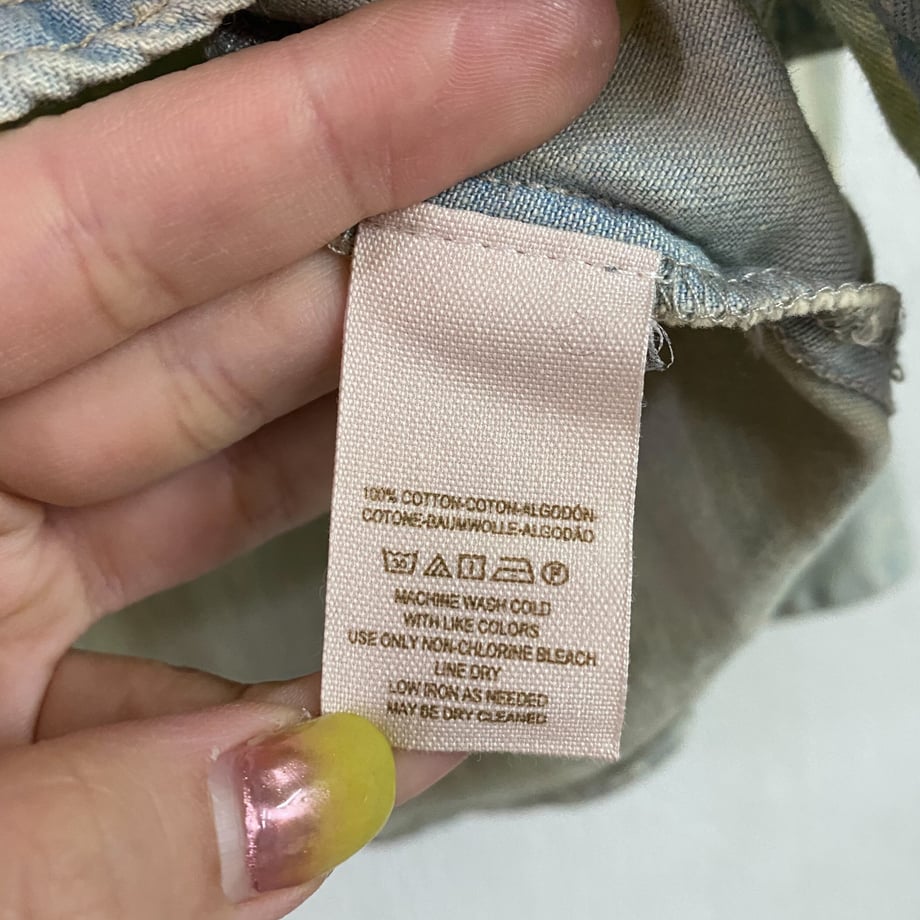 100% COTTON-COTON-ALGODÓN
COTONE-BAUMWOLLE-ALGODAO
30 P
MACHINE WASH COLD
WITH LIKE COLORS
USE ONLY NON-CHLORINE BLEACH
LINE DRY
LOW IRON AS NEEDED
MAY BE DRY CLEANED